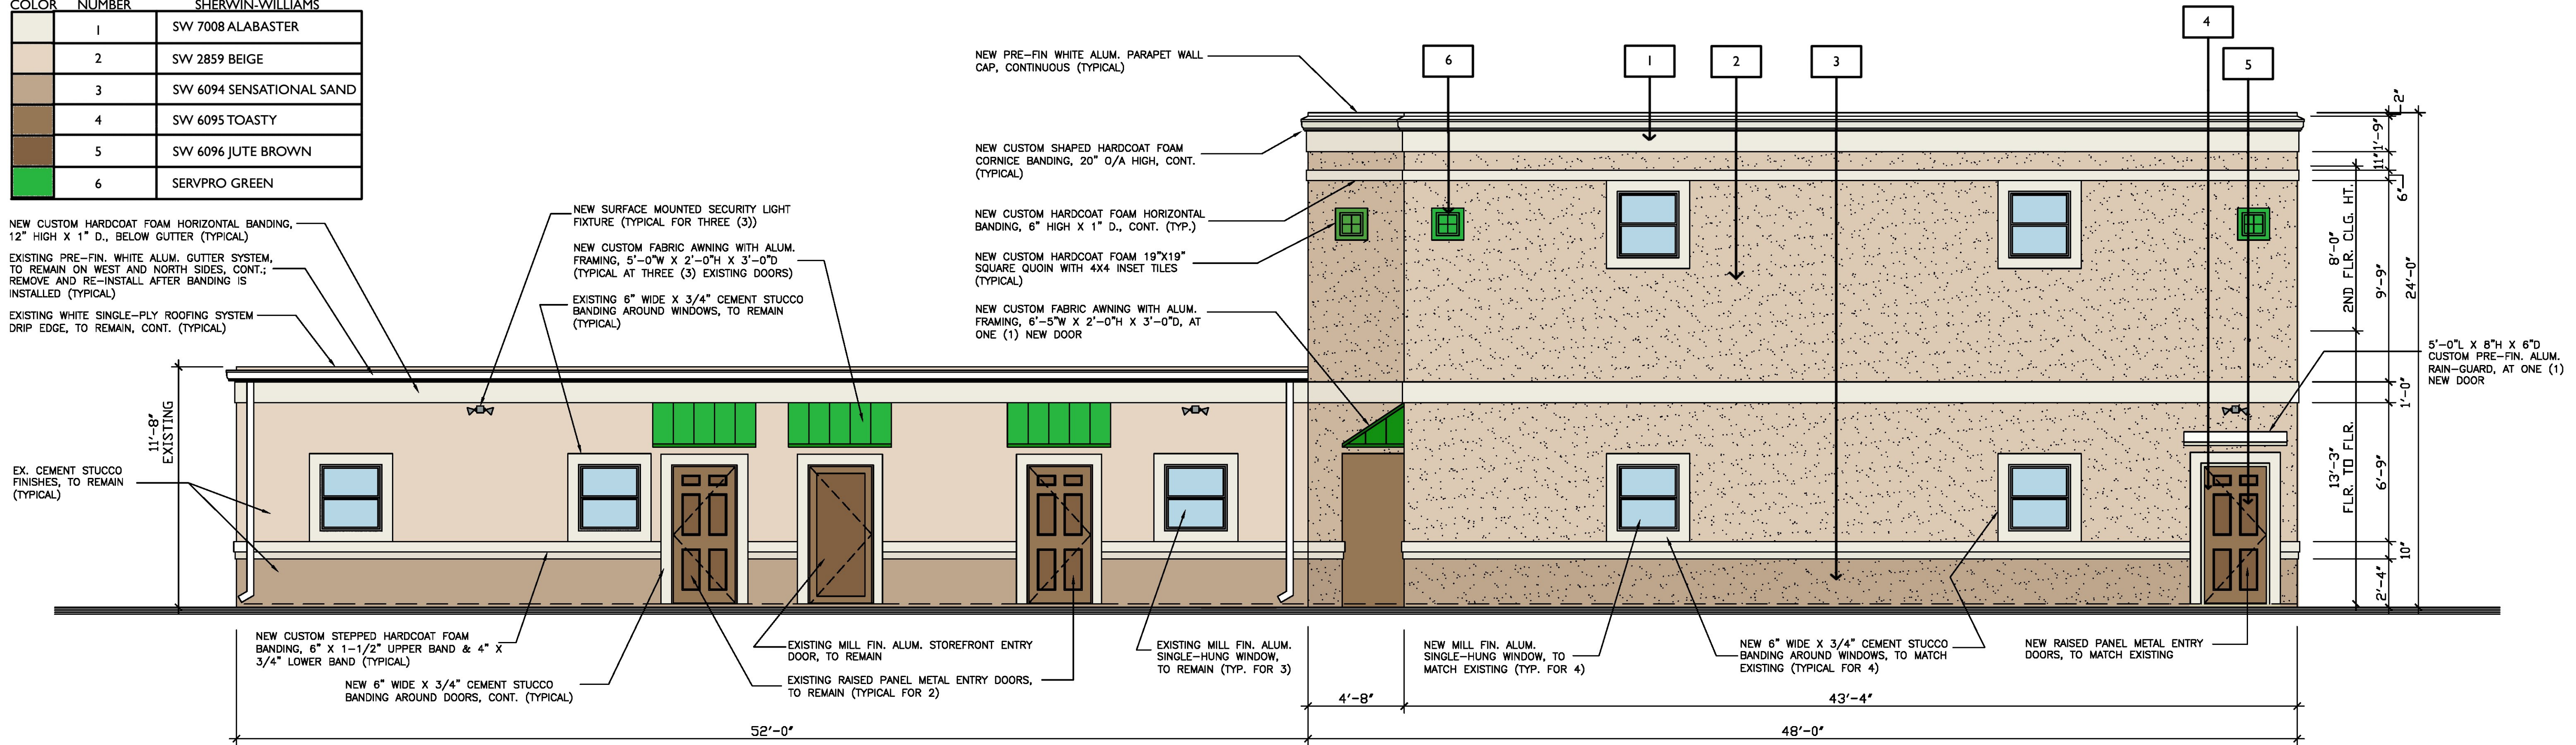 COLOR NUMBER SHERWIN-WILLIAMS
1 SW 7008 ALABASTER
2 SW 2859 BEIGE
3 SW 6094 SENSATIONAL SAND
4 SW 6095 TOASTY
5 SW 6096 JUTE BROWN
6 SERVPRO GREEN
NEW CUSTOM HARDCOAT FOAM HORIZONTAL BANDING,
12" HIGH X 1" D., BELOW GUTTER (TYPICAL)
EXISTING PRE-FIN. WHITE ALUM. GUTTER SYSTEM,
TO REMAIN ON WEST AND NORTH SIDES, CONT.;
REMOVE AND RE-INSTALL AFTER BANDING IS
INSTALLED (TYPICAL)
EXISTING WHITE SINGLE-PLY ROOFING SYSTEM
DRIP EDGE, TO REMAIN, CONT. (TYPICAL)
11'-8"
EXISTING
EX. CEMENT STUCCO
FINISHES, TO REMAIN
(TYPICAL)
NEW SURFACE MOUNTED SECURITY LIGHT
FIXTURE (TYPICAL FOR THREE (3))
NEW CUSTOM FABRIC AWNING WITH ALUM.
FRAMING, 5'-0"W X 2'-0"H X 3'-0"D
(TYPICAL AT THREE (3) EXISTING DOORS)
EXISTING 6" WIDE X 3/4" CEMENT STUCCO
BANDING AROUND WINDOWS, TO REMAIN
(TYPICAL)
NEW PRE-FIN WHITE ALUM. PARAPET WALL
CAP, CONTINUOUS (TYPICAL)
NEW CUSTOM SHAPED HARDCOAT FOAM
CORNICE BANDING, 20" O/A HIGH, CONT.
(TYPICAL)
NEW CUSTOM HARDCOAT FOAM HORIZONTAL
BANDING, 6" HIGH X 1" D., CONT. (TYP.)
NEW CUSTOM HARDCOAT FOAM 19"X19"
SQUARE QUOIN WITH 4X4 INSET TILES
(TYPICAL)
NEW CUSTOM FABRIC AWNING WITH ALUM.
FRAMING, 6'-5"W X 2'-0"H X 3'-0"D, AT
ONE (1) NEW DOOR
6
1
2
3
4
5
2"
1'-9"
11"
6"
8'-0"
2ND FLR. CLG. HT.
9'-9"
24'-0"
1'-0"
13'-3"
FLR. TO FLR.
6'-9"
10"
2'-4"
5'-0"L X 8"H X 6"D
CUSTOM PRE-FIN. ALUM.
RAIN-GUARD, AT ONE (1)
NEW DOOR
NEW CUSTOM STEPPED HARDCOAT FOAM
BANDING, 6" X 1-1/2" UPPER BAND & 4" X
3/4" LOWER BAND (TYPICAL)
NEW 6" WIDE X 3/4" CEMENT STUCCO
BANDING AROUND DOORS, CONT. (TYPICAL)
EXISTING MILL FIN. ALUM. STOREFRONT ENTRY
DOOR, TO REMAIN
EXISTING RAISED PANEL METAL ENTRY DOORS,
TO REMAIN (TYPICAL FOR 2)
EXISTING MILL FIN. ALUM.
SINGLE-HUNG WINDOW,
TO REMAIN (TYP. FOR 3)
NEW MILL FIN. ALUM.
SINGLE-HUNG WINDOW, TO
MATCH EXISTING (TYP. FOR 4)
NEW 6" WIDE X 3/4" CEMENT STUCCO
BANDING AROUND WINDOWS, TO MATCH
EXISTING (TYPICAL FOR 4)
NEW RAISED PANEL METAL ENTRY
DOORS, TO MATCH EXISTING
4'-8"
43'-4"
52'-0"
48'-0"